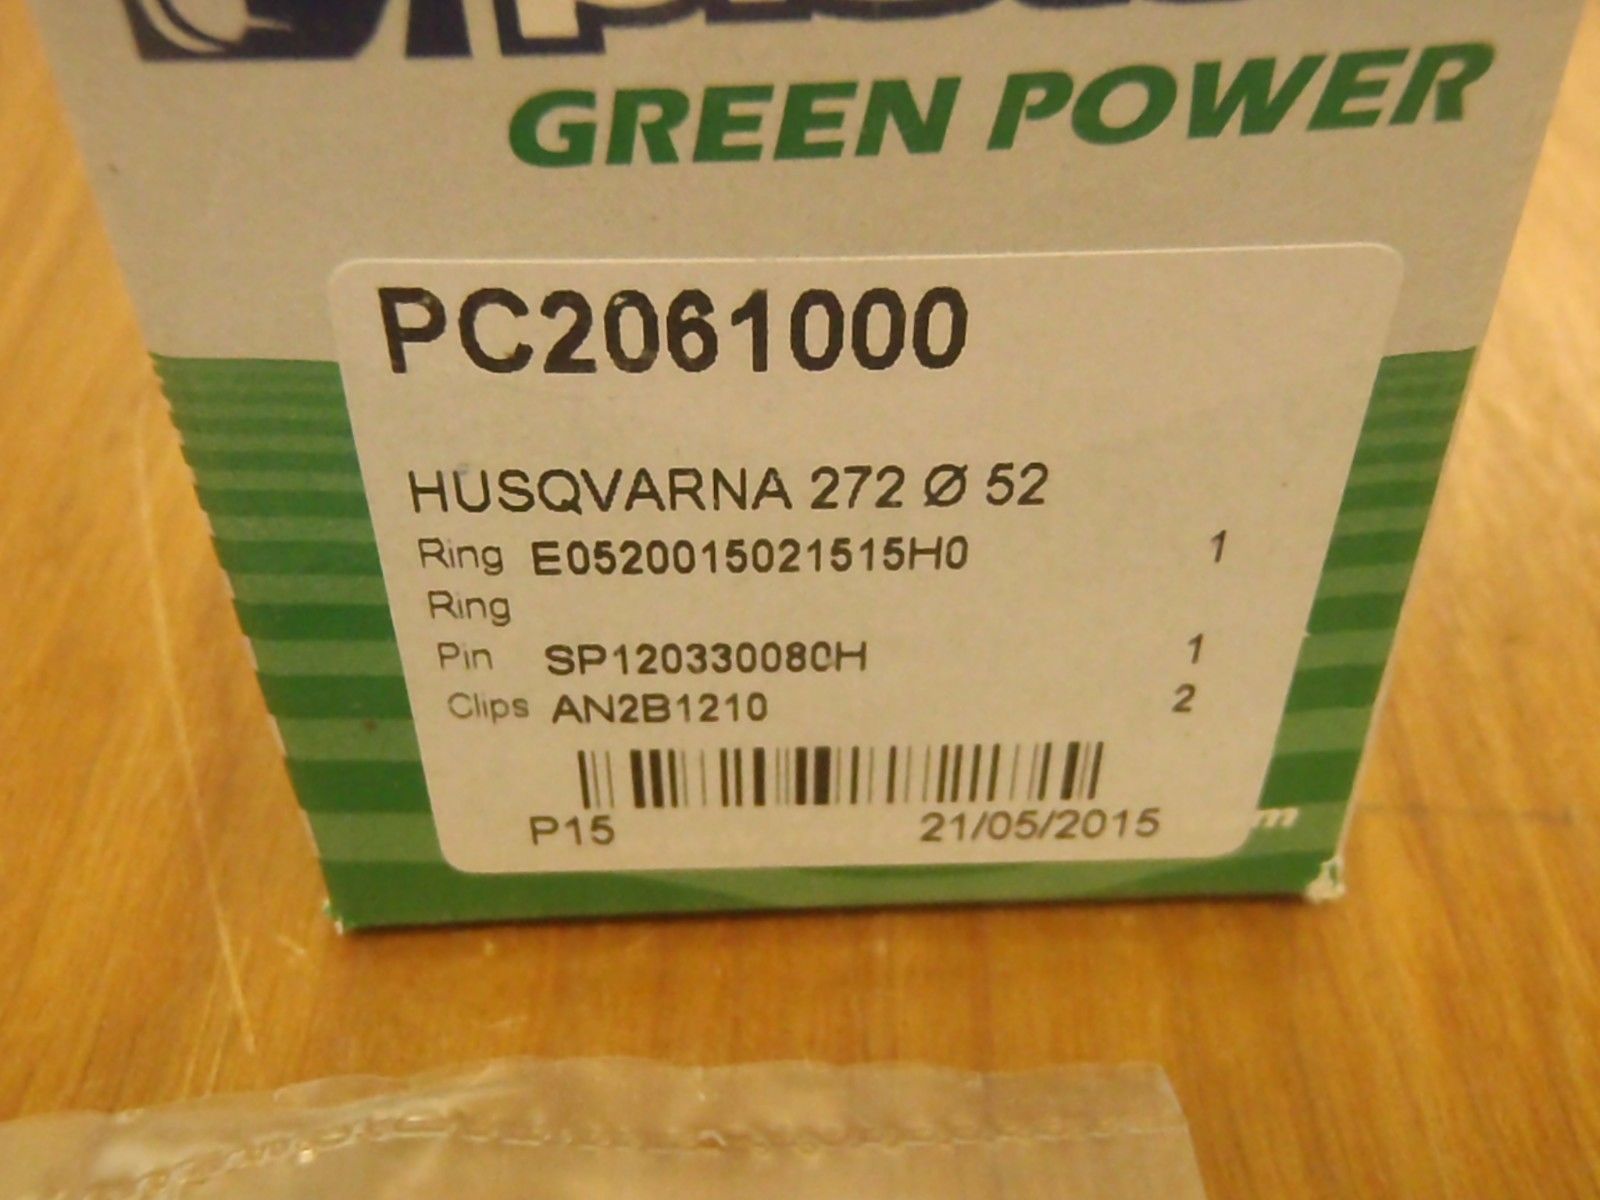 GREEN POWER
PC2061000
HUSQVARNA 272 Ø 52
Ring E0520015021515H0 1
Ring
Pin SP120330080H 1
Clips AN2B1210 2
P15 21/05/2015